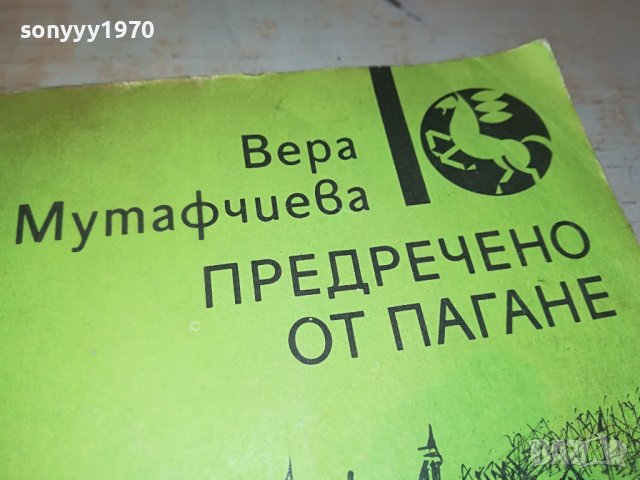 sonyyy1970
Вера
Мутафчиева
ПРЕДРЕЧЕНО
ОТ ПАГАНЕ